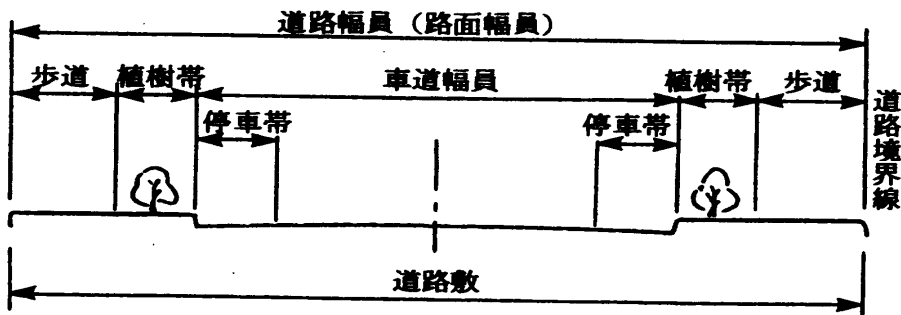 道路幅員（路面幅員）
歩道
植樹帯
車道幅員
植樹帯
歩道
停車帯
停車帯
道路境界線
道路敷